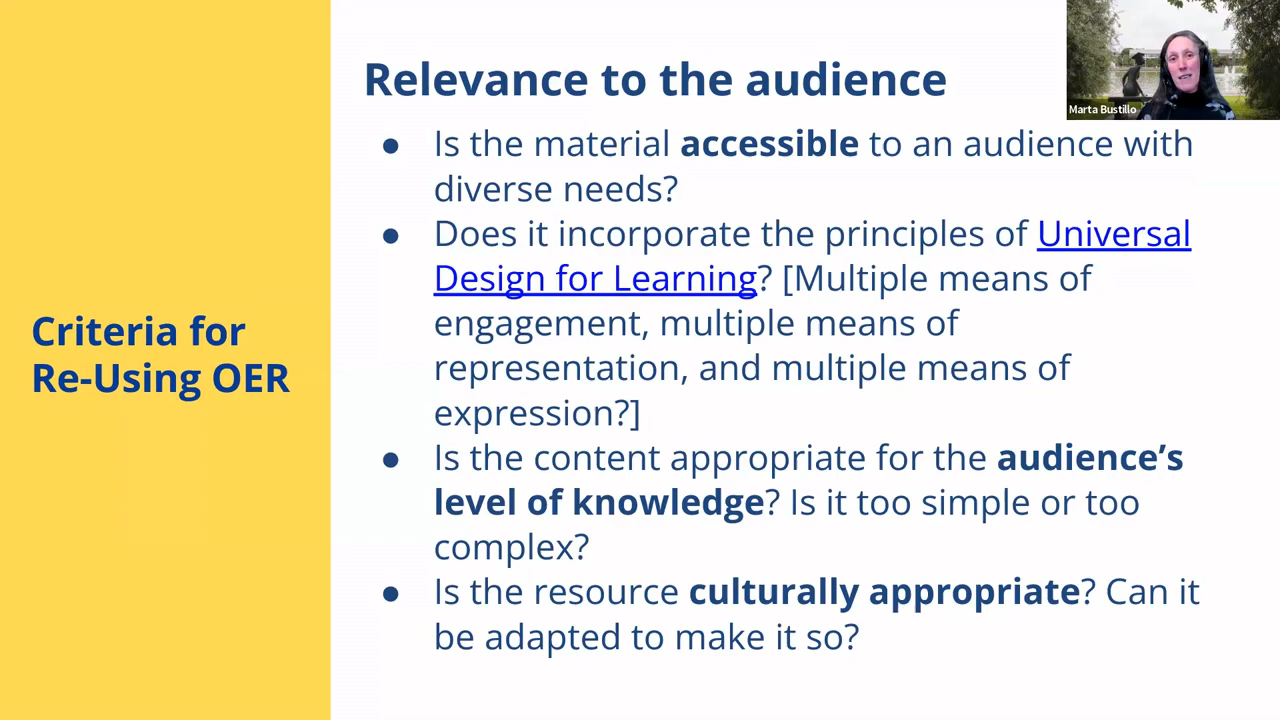 Criteria for
Re-Using OER
Relevance to the audience
● Is the material accessible to an audience with
diverse needs?
● Does it incorporate the principles of Universal
Design for Learning? [Multiple means of
engagement, multiple means of
representation, and multiple means of
expression?]
● Is the content appropriate for the audience’s
level of knowledge? Is it too simple or too
complex?
● Is the resource culturally appropriate? Can it
be adapted to make it so?
Marta Bustillo